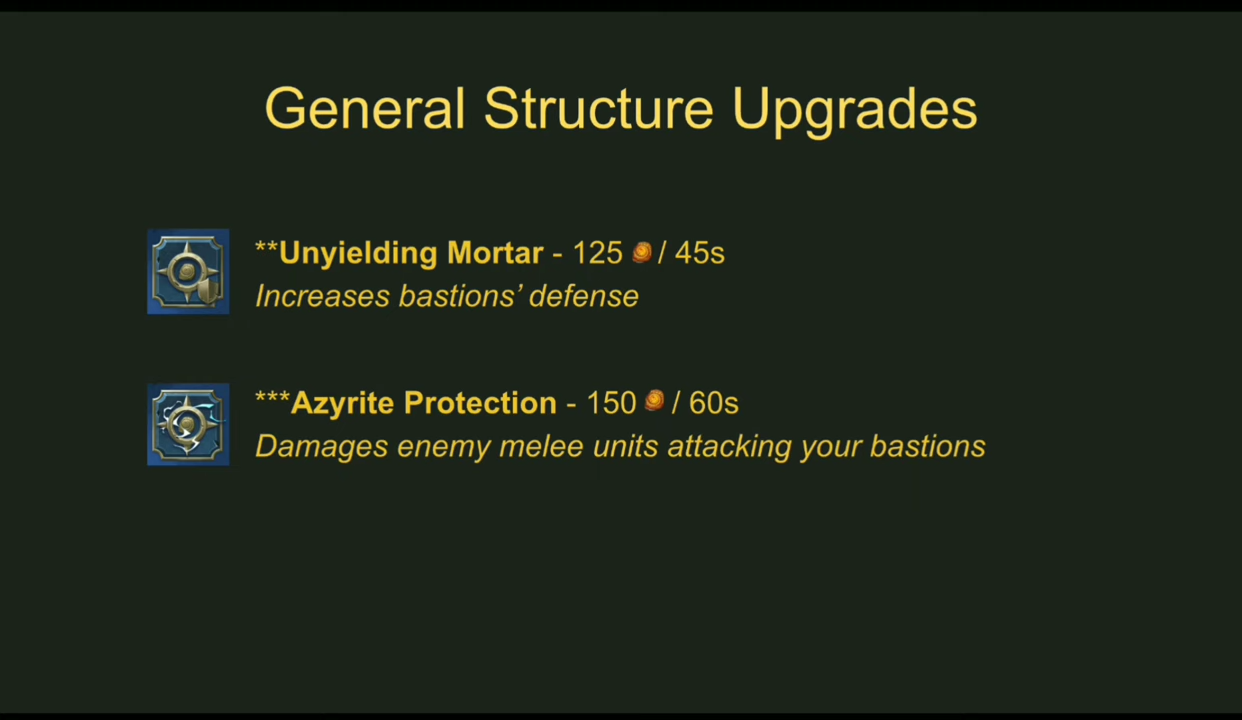 General Structure Upgrades
**Unyielding Mortar - 125 / 45s
Increases bastions’ defense
***Azyrite Protection - 150 / 60s
Damages enemy melee units attacking your bastions